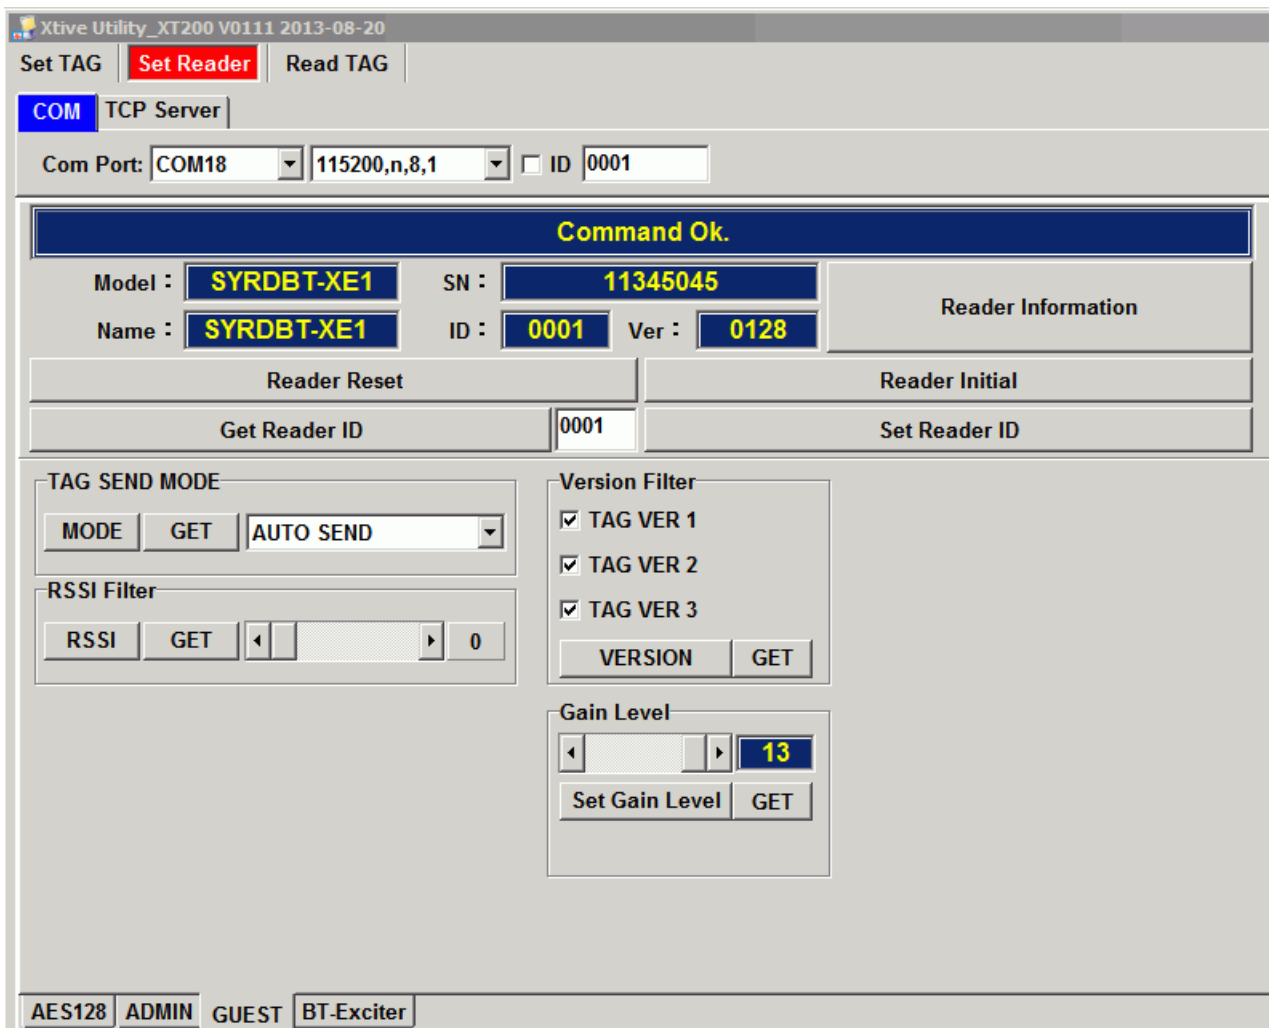 Xtive Utility_XT200 V0111 2013-08-20
Set TAG Set Reader Read TAG
COM TCP Server
Com Port: COM18 115200,n,8,1 ID 0001
Command Ok.
Model : SYRDBT-XE1 SN : 11345045 Reader Information
Name : SYRDBT-XE1 ID : 0001 Ver : 0128
Reader Reset Reader Initial
Get Reader ID 0001 Set Reader ID
TAG SEND MODE
MODE GET AUTO SEND
RSSI Filter
RSSI GET 0
Version Filter
TAG VER 1
TAG VER 2
TAG VER 3
VERSION GET
Gain Level
13
Set Gain Level GET
AES128 ADMIN GUEST BT-Exciter